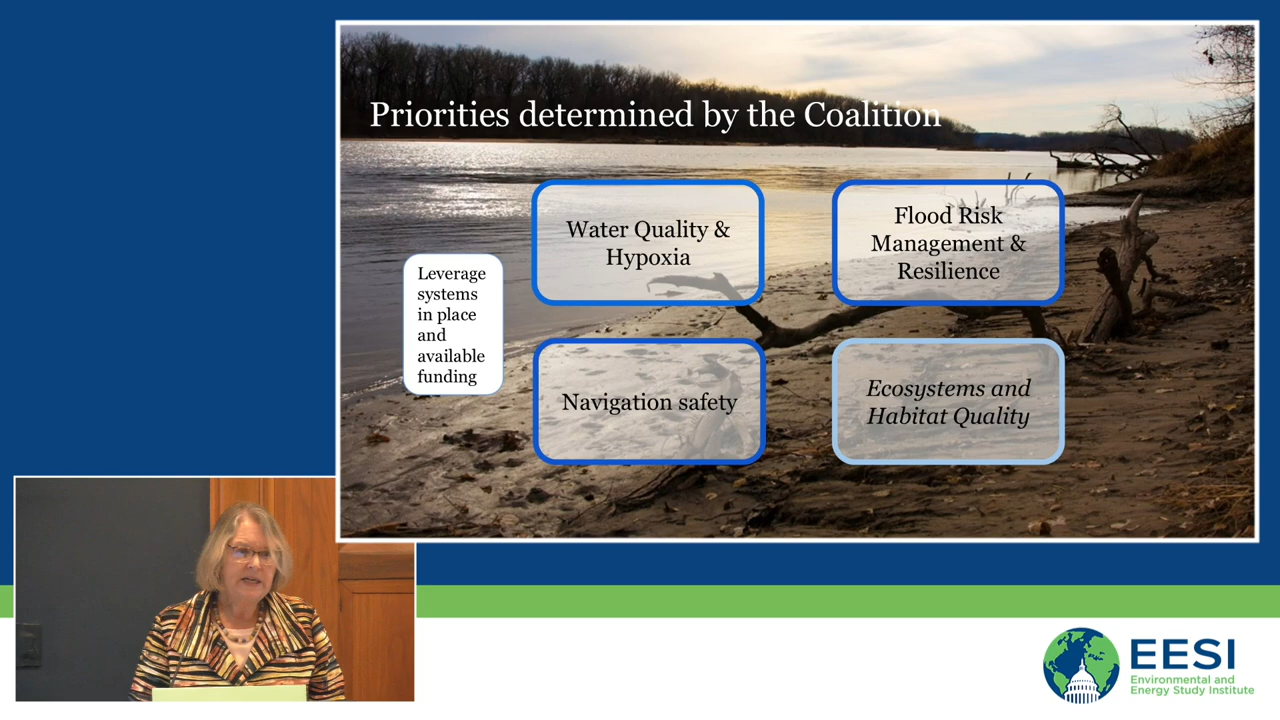 Priorities determined by the Coalition
Leverage
systems
in place
and
available
funding
Water Quality &
Hypoxia
Flood Risk
Management &
Resilience
Navigation safety
Ecosystems and
Habitat Quality
EESI
Environmental and
Energy Study Institute